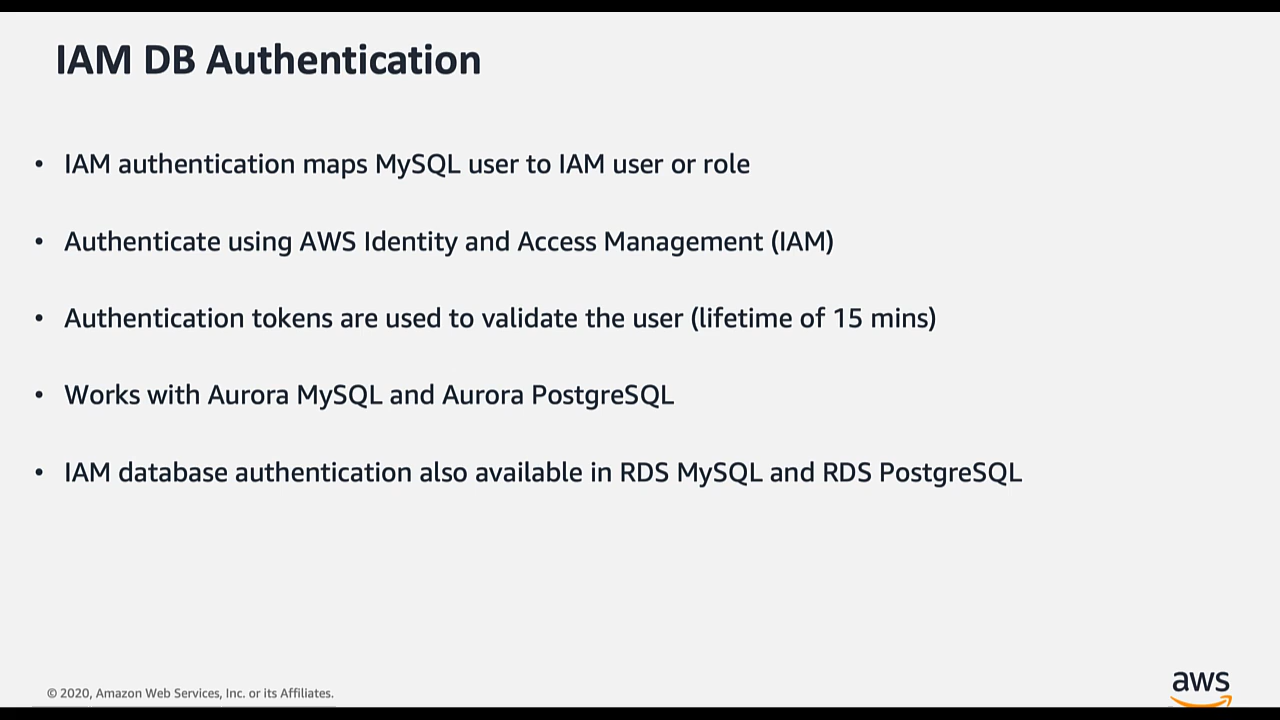 IAM DB Authentication
• IAM authentication maps MySQL user to IAM user or role
• Authenticate using AWS Identity and Access Management (IAM)
• Authentication tokens are used to validate the user (lifetime of 15 mins)
• Works with Aurora MySQL and Aurora PostgreSQL
• IAM database authentication also available in RDS MySQL and RDS PostgreSQL
© 2020, Amazon Web Services, Inc. or its Affiliates.
aws